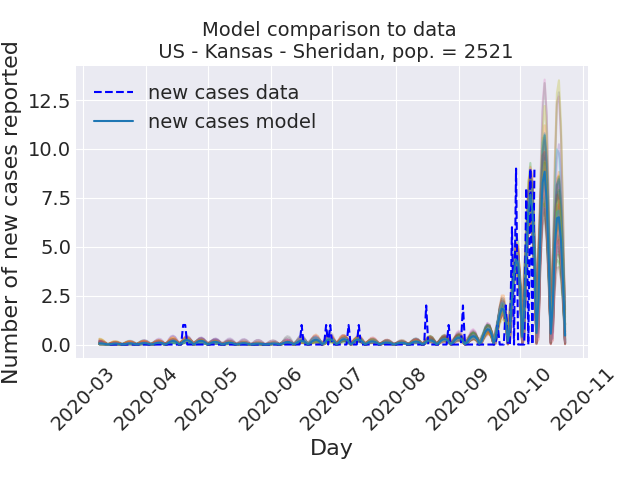 Model comparison to data
US - Kansas - Sheridan, pop. = 2521
new cases data
new cases model
Number of new cases reported
12.5
10.0
7.5
5.0
2.5
0.0
2020-03
2020-04
2020-05
2020-06
2020-07
2020-08
2020-09
2020-10
2020-11
Day